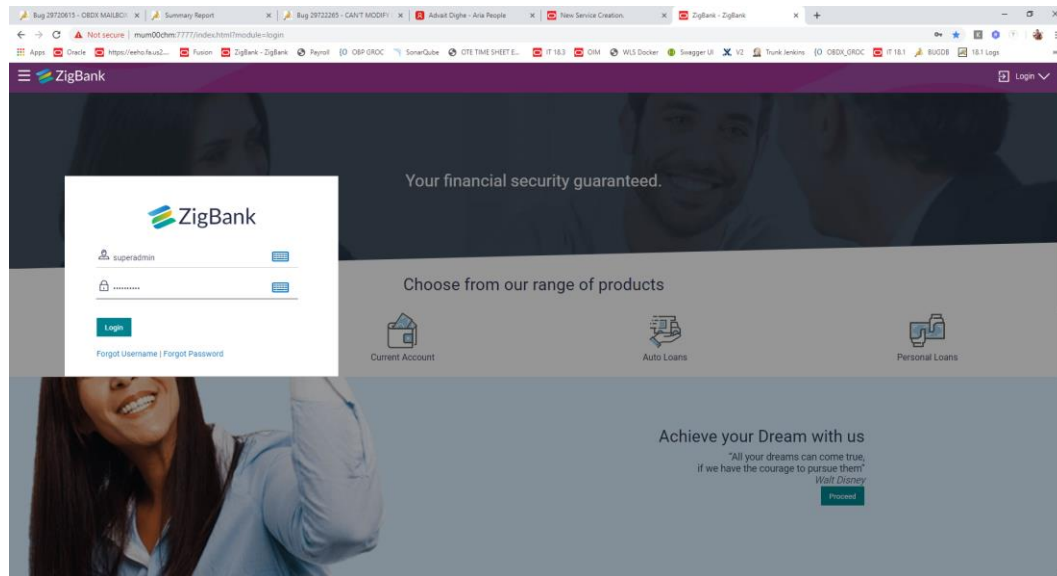 Bug 29720615 - OBDX MAILBOX
Summary Report
Bug 29722265 - CAN'T MODIFY
Advait Dighe - Aria People
New Service Creation.
ZigBank - ZigBank
Not secure | mum00chm:7777/index.html?module=login
Apps
Oracle
https://eeho.fa.us2...
Fusion
ZigBank - ZigBank
Payroll
OBP GROC
SonarQube
OTE TIME SHEET E...
IT 18.3
OIM
WLS Docker
Swagger UI
V2
Trunk Jenkins
OBDX_GROC
IT 18.1
BUGDB
18.1 Logs
ZigBank
Login
Your financial security guaranteed.
ZigBank
superadmin
..........
Login
Forgot Username | Forgot Password
Choose from our range of products
Current Account
Auto Loans
Personal Loans
Achieve your Dream with us
"All your dreams can come true,
if we have the courage to pursue them"
Walt Disney
Proceed